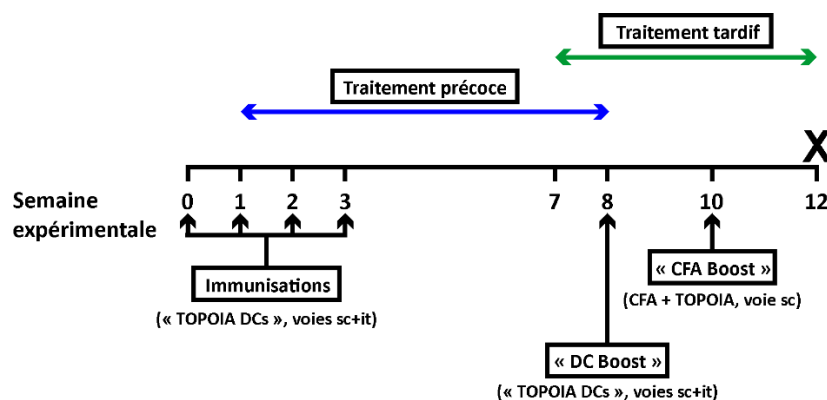 Traitement tardif
Traitement précoce
X
0 1 2 3 7 8 10 12
Semaine
expérimentale
Immunisations
(« TOPOIA DCs », voies sc+it)
« CFA Boost »
(CFA + TOPOIA, voie sc)
« DC Boost »
(« TOPOIA DCs », voies sc+it)